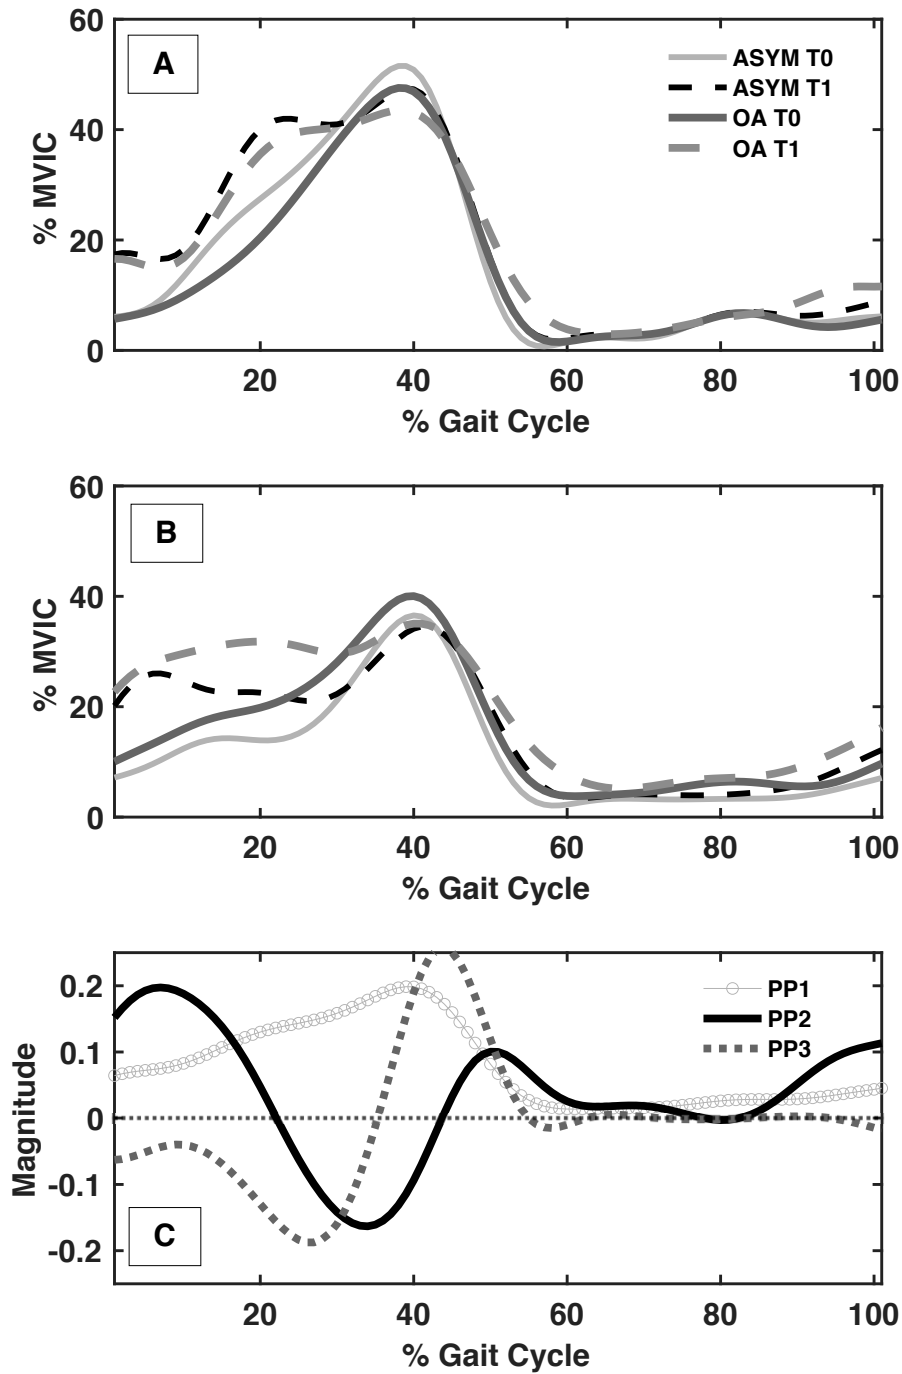 A
60
40
20
0
% MVIC
ASYM T0
ASYM T1
OA T0
OA T1
20 40 60 80 100
% Gait Cycle
B
60
40
20
0
% MVIC
20 40 60 80 100
% Gait Cycle
0.2
0.1
0
-0.1
-0.2
Magnitude
PP1
PP2
PP3
C
20 40 60 80 100
% Gait Cycle